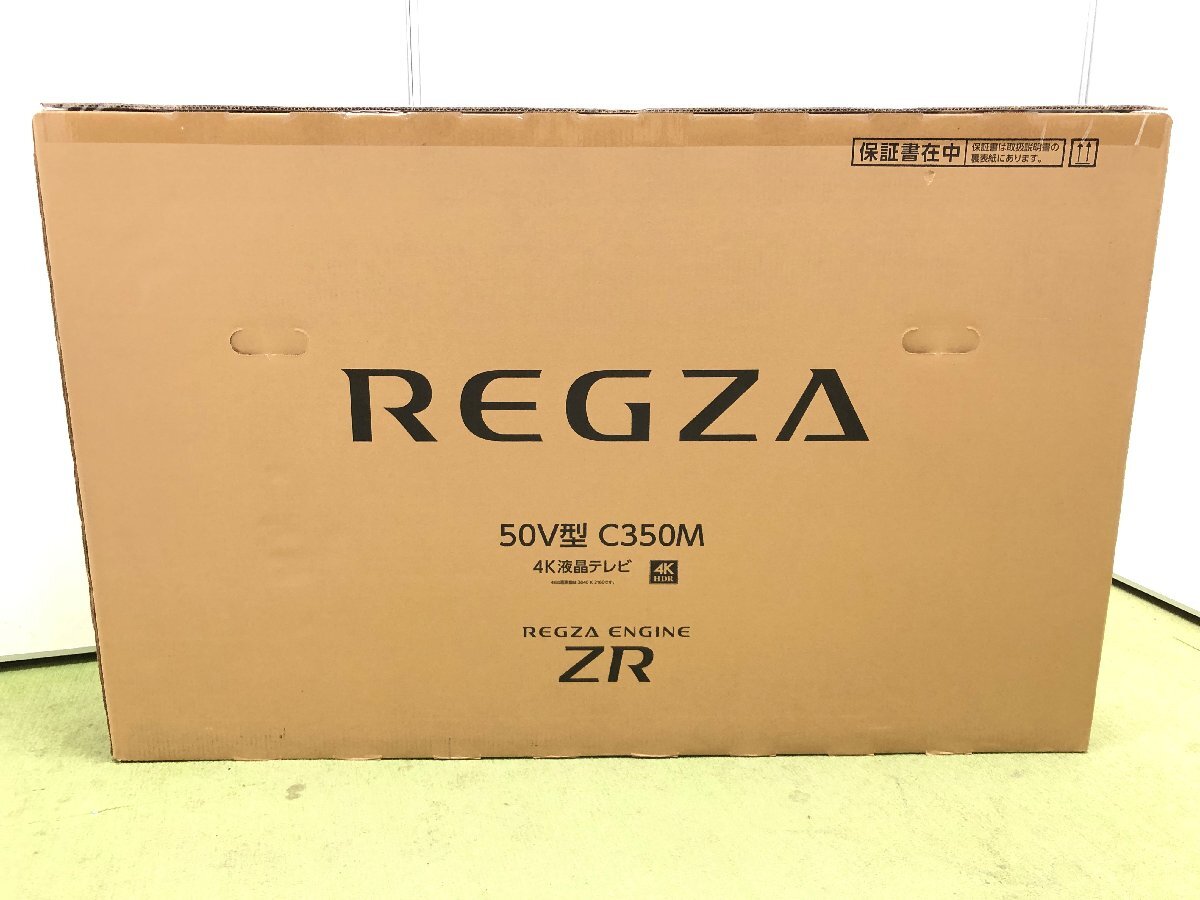 保証書在中
保証書は取扱説明書の
裏表紙にあります。
REGZA
50V型 C350M
4K液晶テレビ
4K
HDR
REGZA ENGINE
ZR